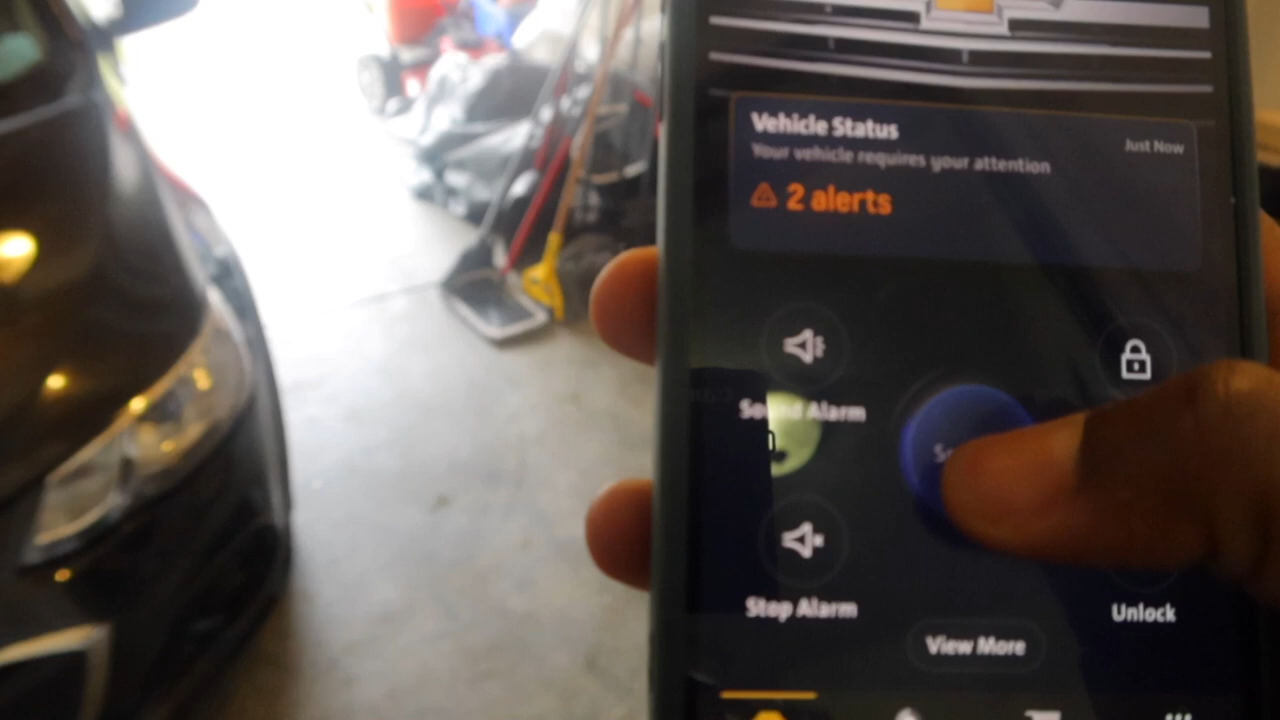 Vehicle Status
Just Now
Your vehicle requires your attention
2 alerts
Sound Alarm
Stop Alarm
Unlock
View More